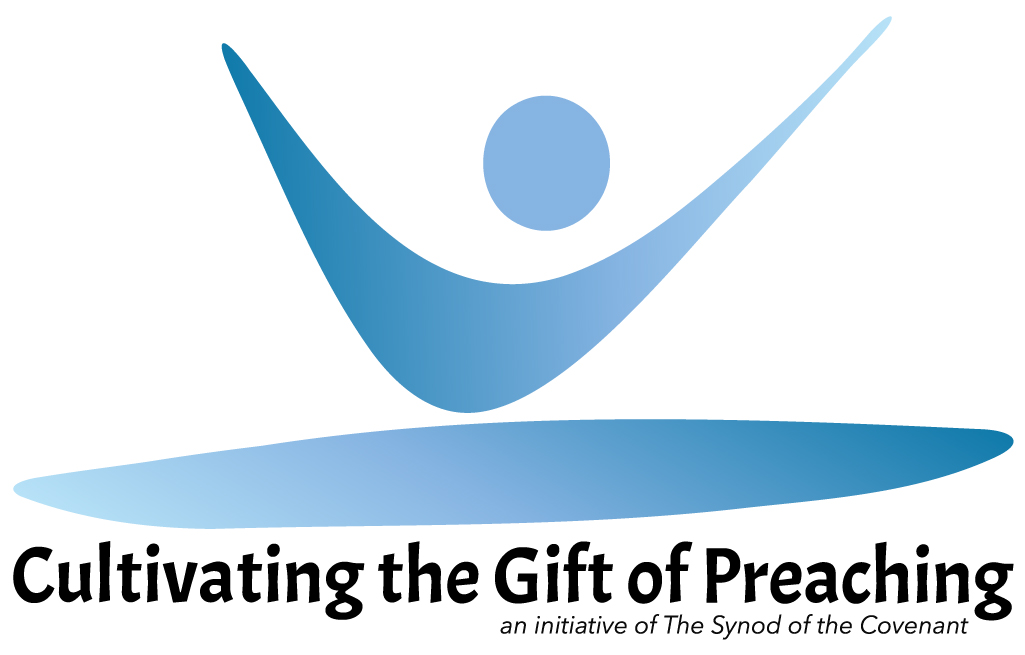 Cultivating the Gift of Preaching
an initiative of The Synod of the Covenant